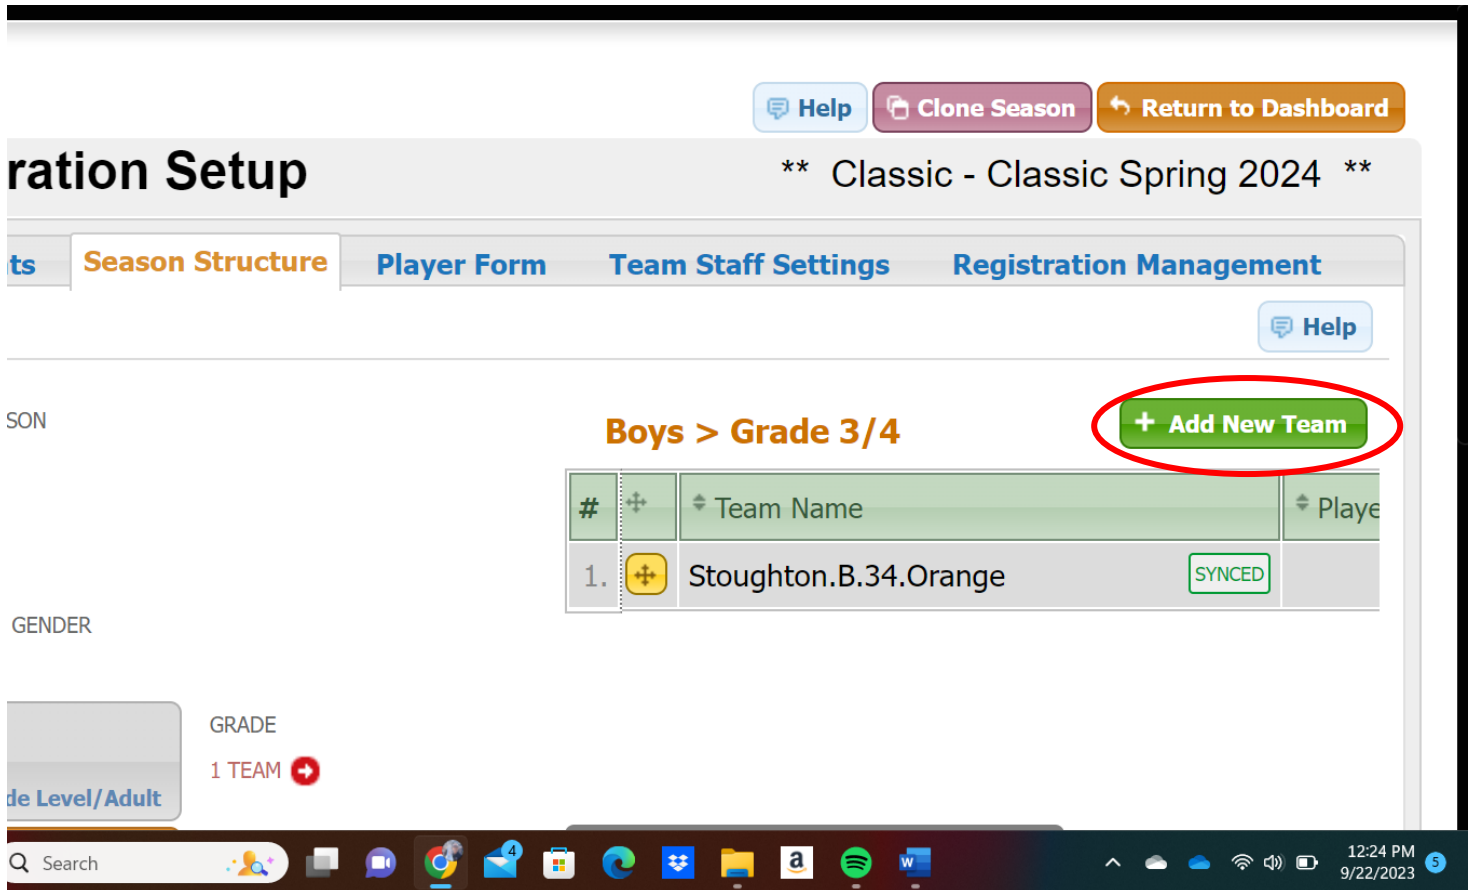 Help Clone Season Return to Dashboard
ration Setup ** Classic - Classic Spring 2024 **
ts Season Structure Player Form Team Staff Settings Registration Management
Help
SON
Boys > Grade 3/4 + Add New Team
# Team Name Playe
1. Stoughton.B.34.Orange SYNCED
GENDER
GRADE
1 TEAM
de Level/Adult
Search 4 a W 12:24 PM
9/22/2023 5